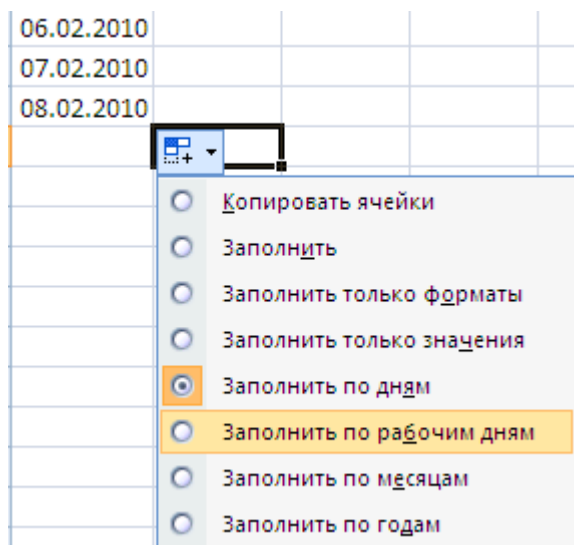 06.02.2010
07.02.2010
08.02.2010
Копировать ячейки
Заполнить
Заполнить только форматы
Заполнить только значения
Заполнить по дням
Заполнить по рабочим дням
Заполнить по месяцам
Заполнить по годам